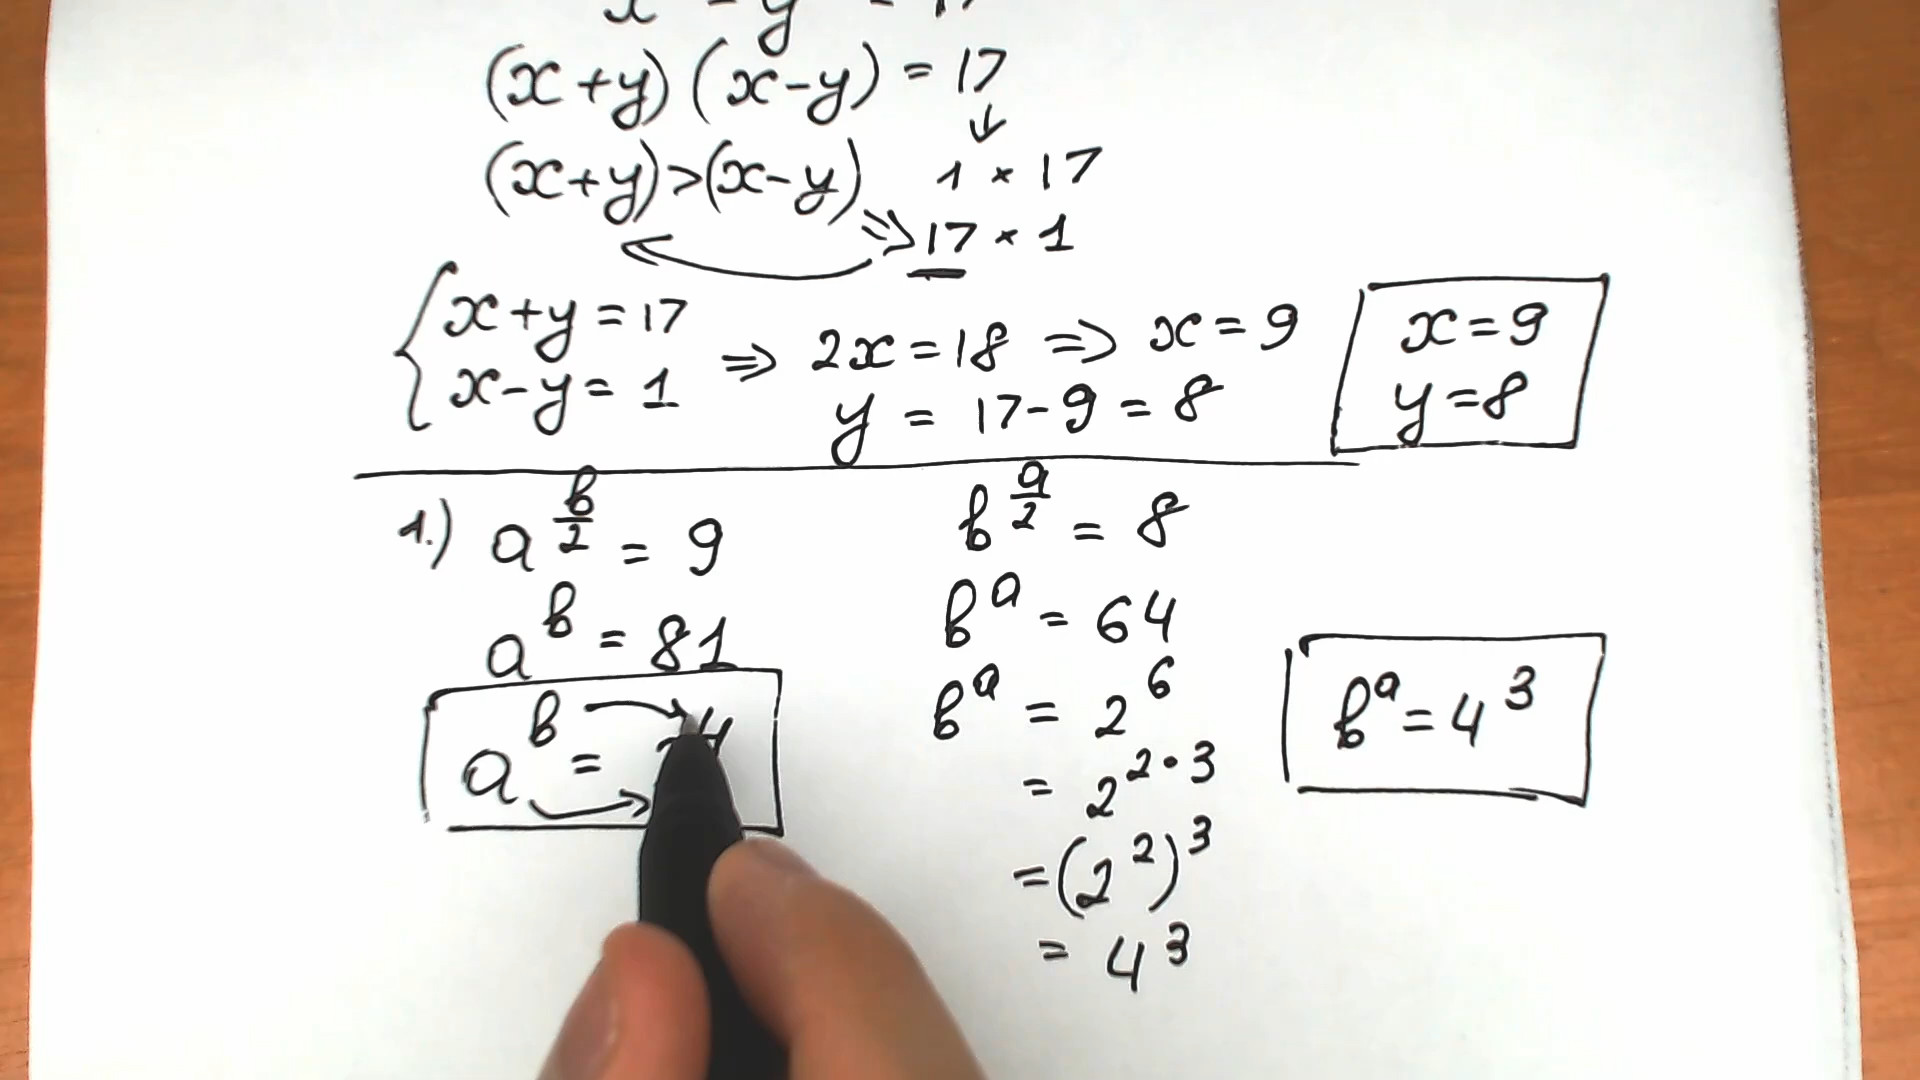 (x+y)(x-y) = 17
↓
(x+y)>(x-y) 1 × 17
⇒ 17 × 1
{ x+y=17
x-y=1 ⇒ 2x=18 ⇒ x=9
y = 17-9 = 8
x=9
y=8
1.) a^(b/2) = 9
a^b = 81
a^b =
b^(a/2) = 8
b^a = 64
b^a = 2^6
= 2^(2·3)
= (2^2)^3
= 4^3
b^a = 4^3